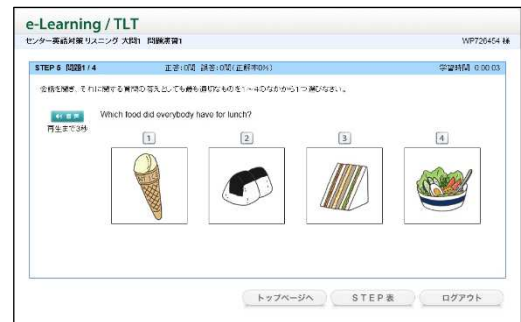 e-Learning / TLT
センター英語対策リスニング 大問1 問題演習1
WP726454 様
STEP 5 問題1 / 4
正答:0問 誤答:0問(正解率0%)
学習時間 0:00:03
会話を聞き、それに関する質問の答えとして最も適切なものを1～4のなかから1つ選びなさい。
再生まで3秒
Which food did everybody have for lunch?
1
2
3
4
トップページへ
STEP表
ログアウト